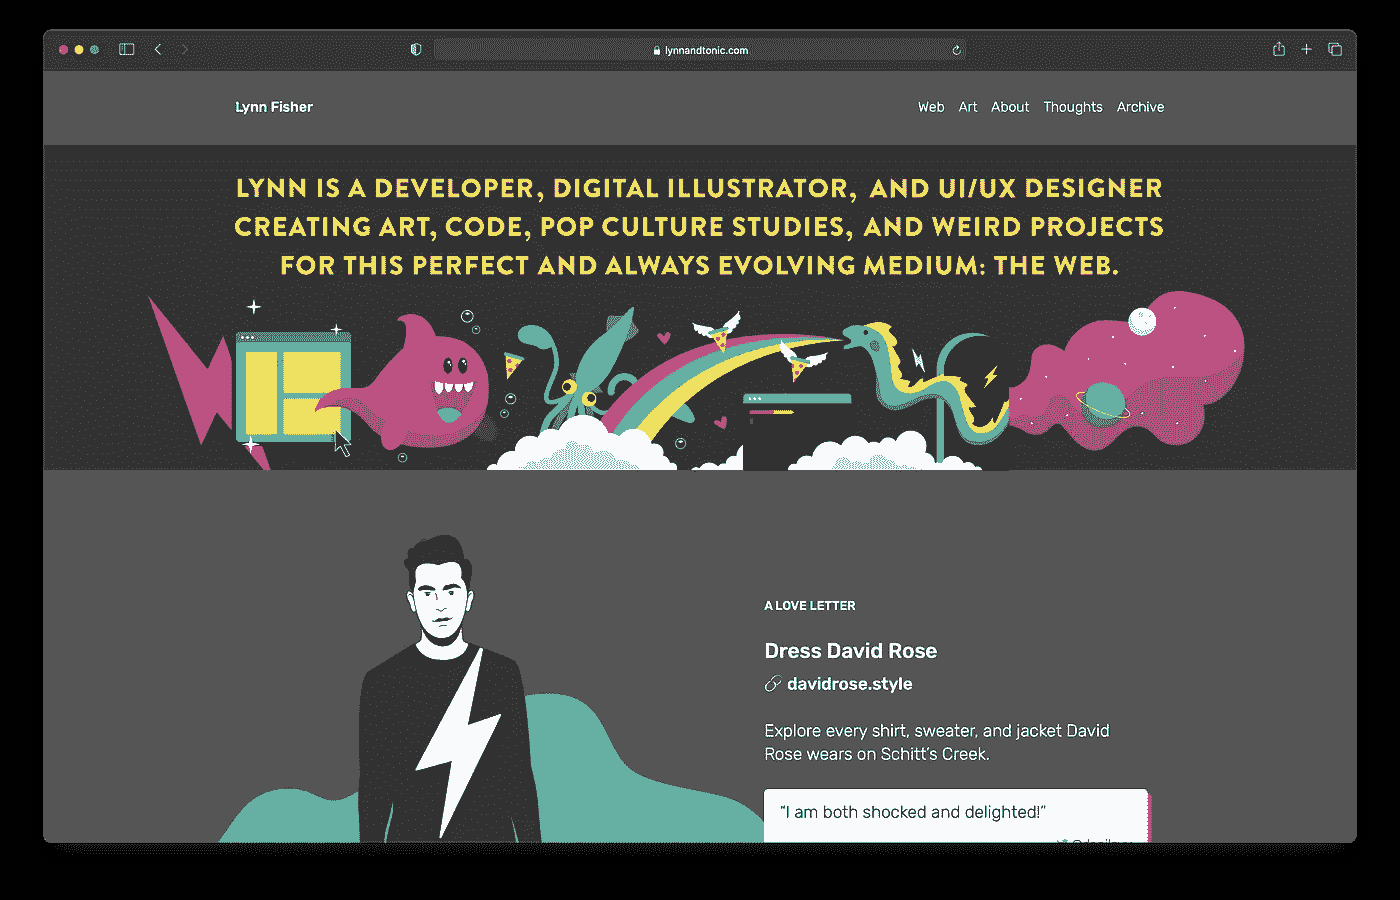 lynnandtonic.com
Lynn Fisher
Web Art About Thoughts Archive
LYNN IS A DEVELOPER, DIGITAL ILLUSTRATOR, AND UI/UX DESIGNER
CREATING ART, CODE, POP CULTURE STUDIES, AND WEIRD PROJECTS
FOR THIS PERFECT AND ALWAYS EVOLVING MEDIUM: THE WEB.
A LOVE LETTER
Dress David Rose
davidrose.style
Explore every shirt, sweater, and jacket David
Rose wears on Schitt's Creek.
“I am both shocked and delighted!”